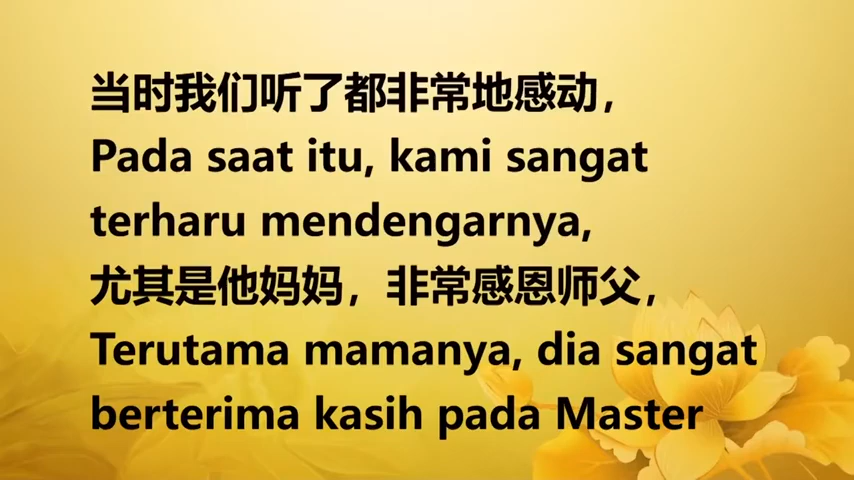 当时我们听了都非常地感动，
Pada saat itu, kami sangat
terharu mendengarnya,
尤其是他妈妈，非常感恩师父，
Terutama mamanya, dia sangat
berterima kasih pada Master